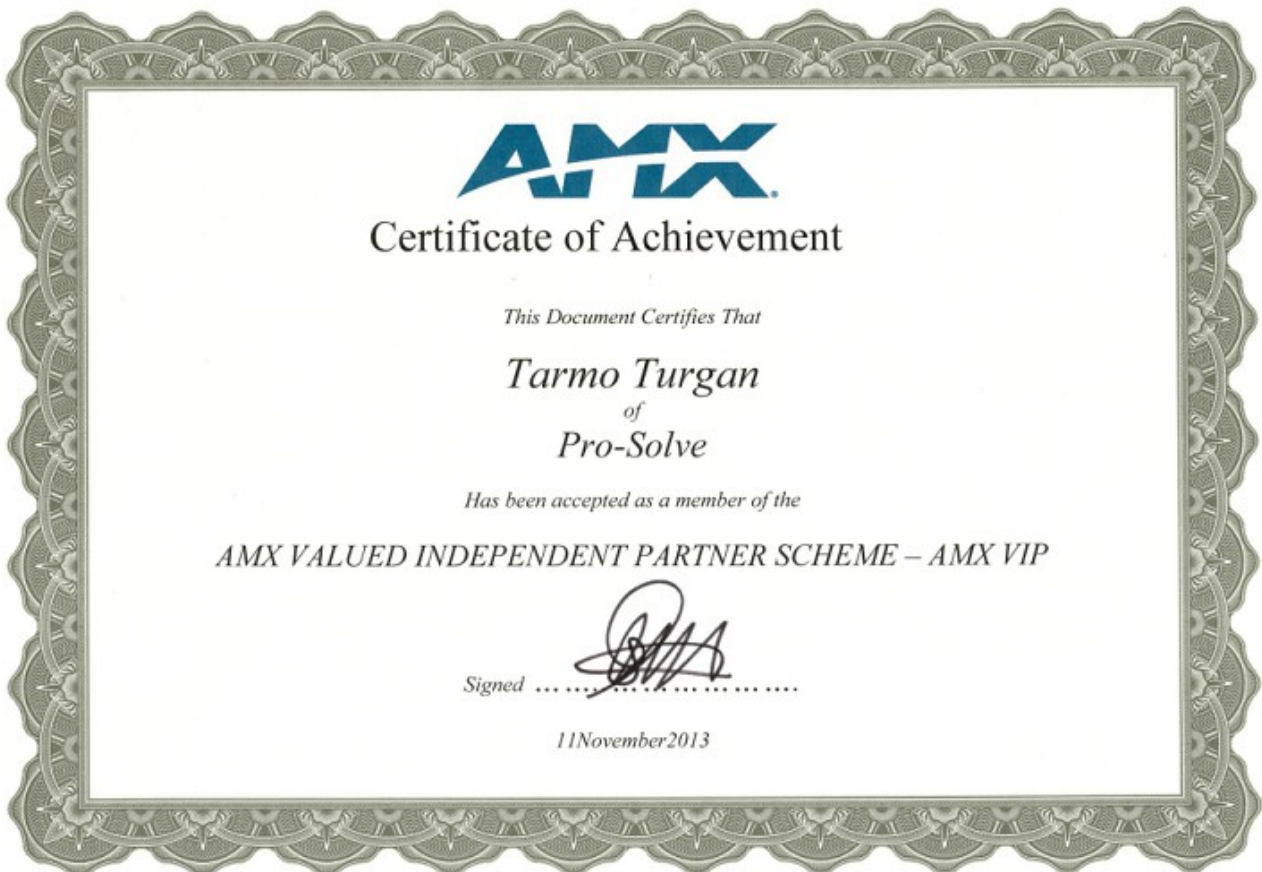 AMX
Certificate of Achievement
This Document Certifies That
Tarmo Turgan
of
Pro-Solve
Has been accepted as a member of the
AMX VALUED INDEPENDENT PARTNER SCHEME – AMX VIP
Signed ... .... ... ... ... ... ... ....
11November2013